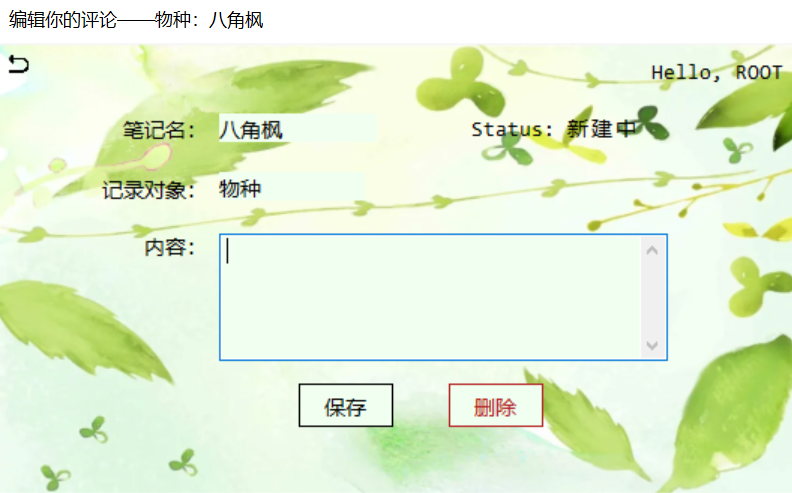 编辑你的评论——物种：八角枫
Hello, ROOT
笔记名： 八角枫 Status: 新建中
记录对象： 物种
内容：
保存 删除